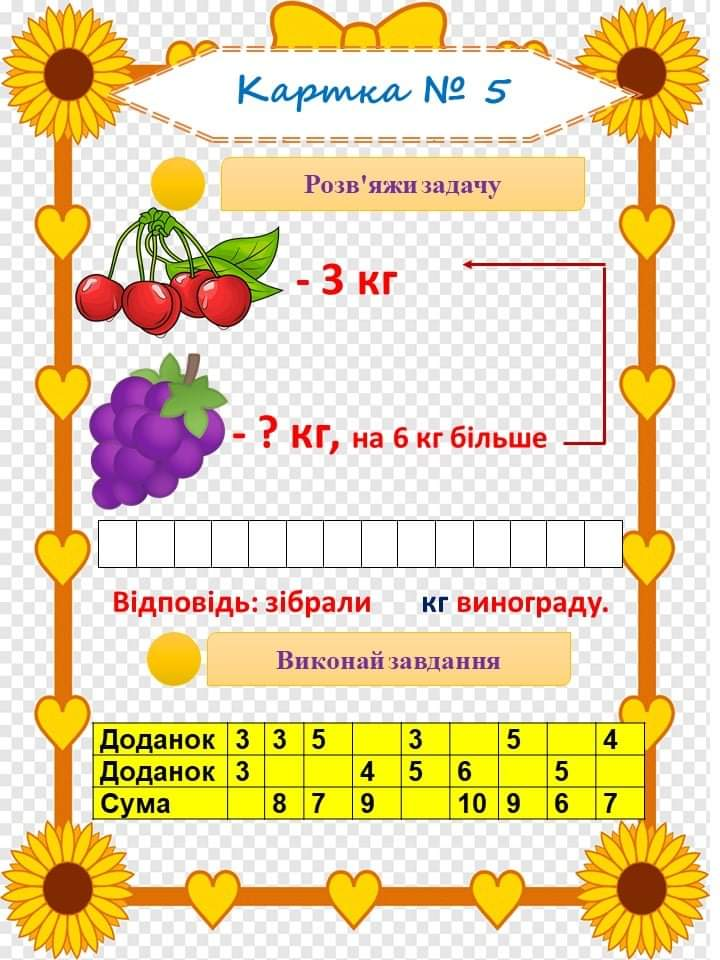 Картка № 5
Розв'яжи задачу
- 3 кг
- ? кг, на 6 кг більше
Відповідь: зібрали кг винограду.
Виконай завдання
Доданок 3 3 5 3 5 4
Доданок 3 4 5 6 5
Сума 8 7 9 10 9 6 7